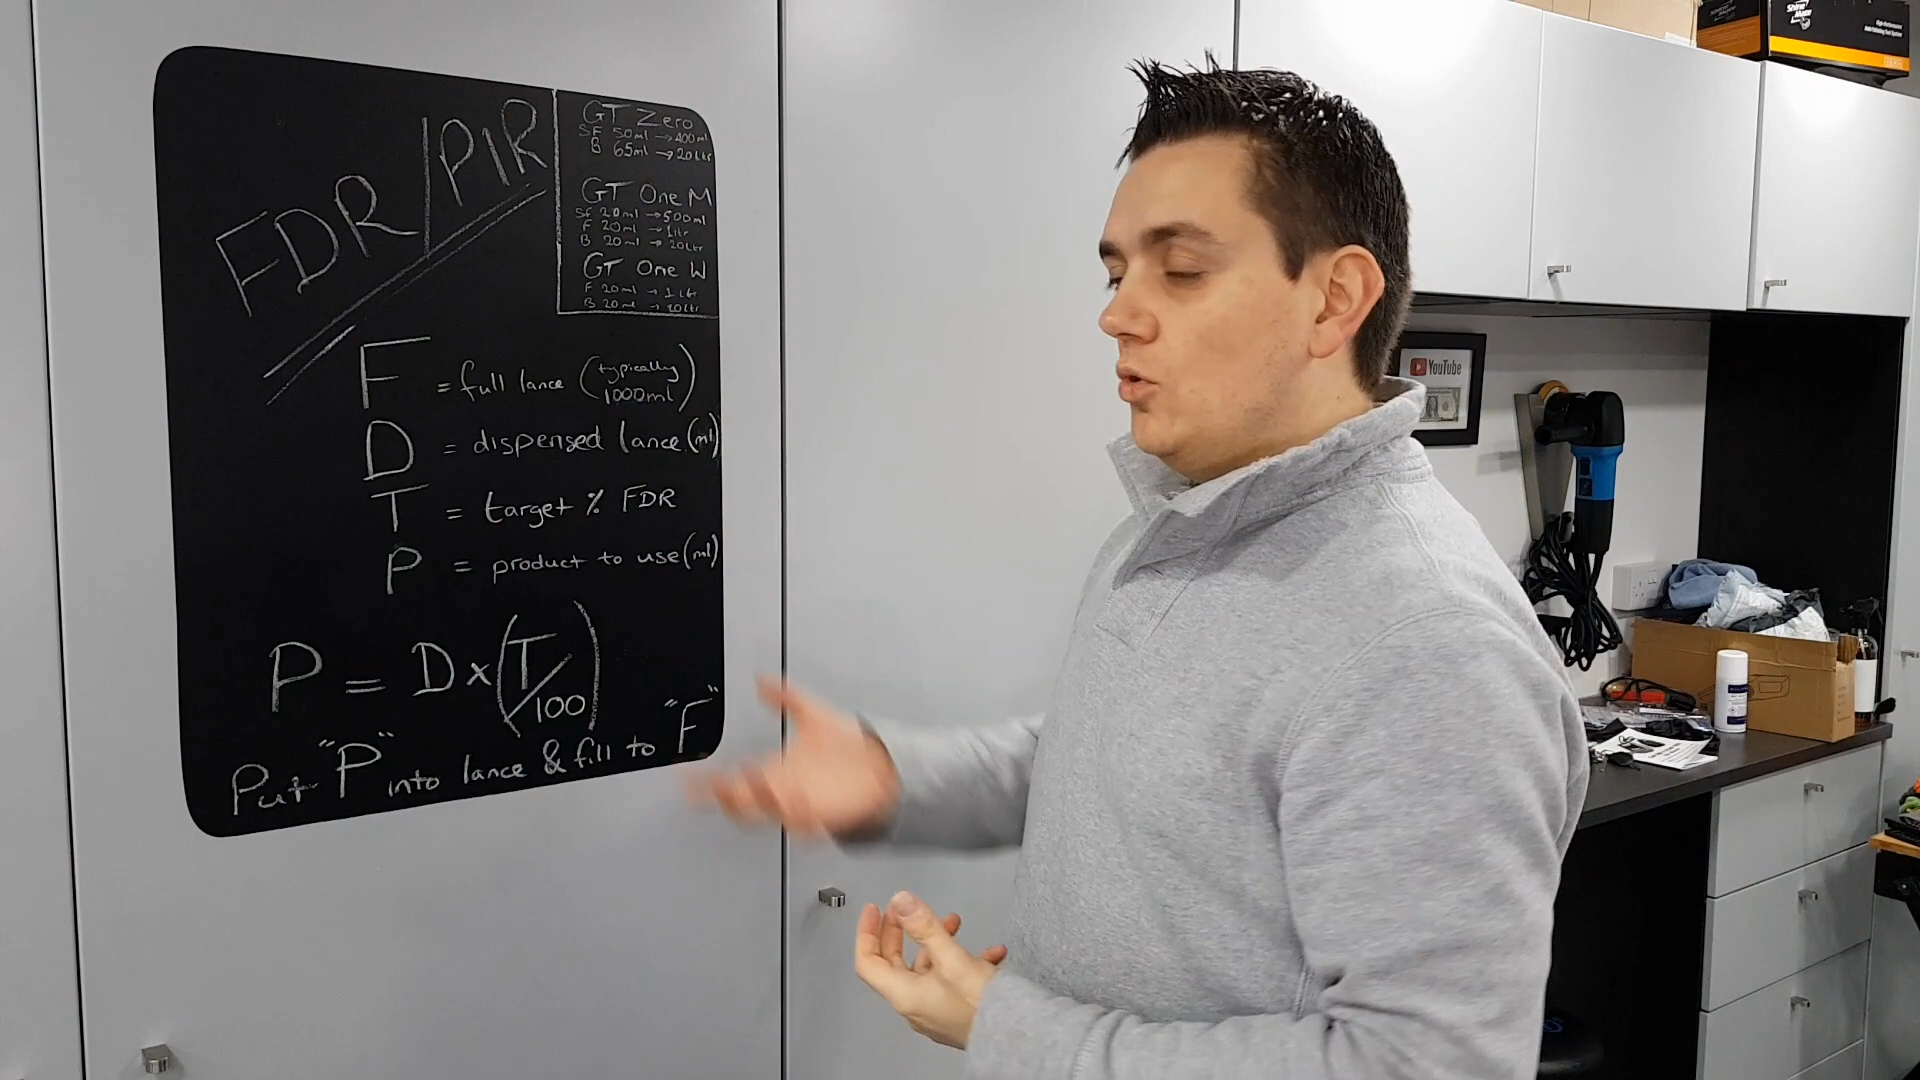 FDR/PIR
GT Zero
SF 50ml → 400ml
B 65ml → 20Ltr
GT One M
SF 20ml → 500ml
F 20ml → 1Ltr
B 20ml → 20Ltr
GT One W
F 20ml → 1Ltr
B 20ml → 20Ltr
F = full lance (typically 1000ml)
D = dispensed lance (ml)
T = target % FDR
P = product to use (ml)
P = D x (T/100)
Put "P" into lance & fill to "F"
Shine Mate
YouTube